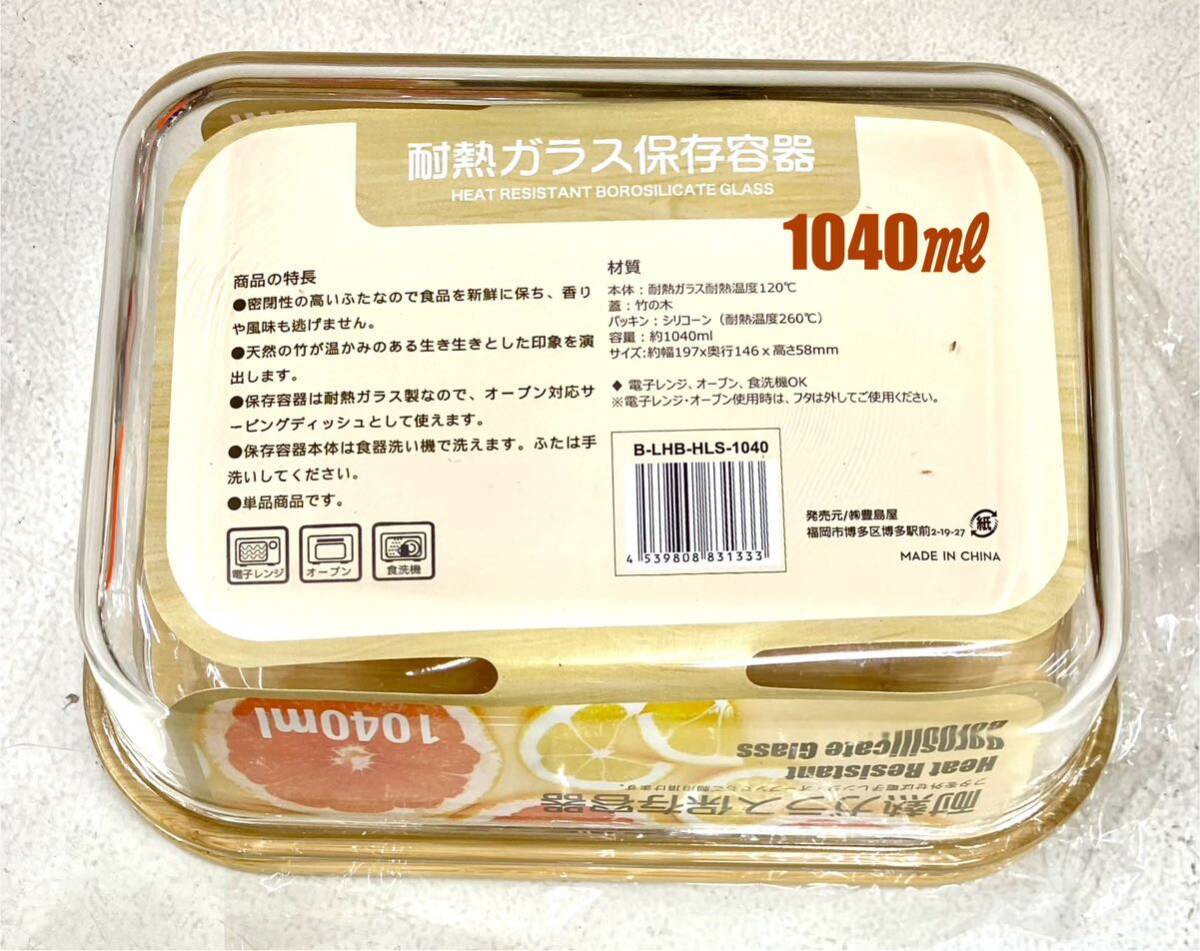 耐熱ガラス保存容器
HEAT RESISTANT BOROSILICATE GLASS
1040㎖
商品の特長
●密閉性の高いふたなので食品を新鮮に保ち、香り
や風味も逃げません。
●天然の竹が温かみのある生き生きとした印象を演
出します。
●保存容器は耐熱ガラス製なので、オーブン対応サ
ービングディッシュとして使えます。
●保存容器本体は食器洗い機で洗えます。ふたは手
洗いしてください。
●単品商品です。
電子レンジ
オーブン
食洗機
材質
本体：耐熱ガラス耐熱温度120℃
蓋：竹の木
パッキン：シリコーン（耐熱温度260℃）
容量：約1040ml
サイズ:約幅197x奥行146ｘ高さ58mm
◆ 電子レンジ、オーブン、食洗機OK
※電子レンジ・オーブン使用時は、フタは外してご使用ください。
B-LHB-HLS-1040
4 539808 831333
発売元/㈱豊島屋
福岡市博多区博多駅前2-19-27
紙
MADE IN CHINA
1040ml
耐熱ガラス保存容器
Heat Resistant
Borosilicate Glass